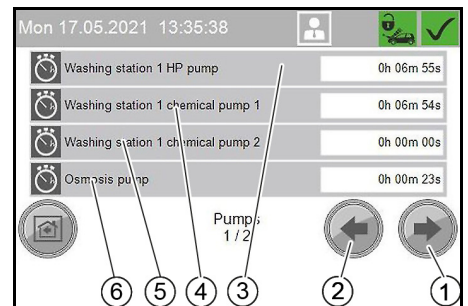 Mon 17.05.2021 13:35:38
Washing station 1 HP pump 0h 06m 55s
Washing station 1 chemical pump 1 0h 06m 54s
Washing station 1 chemical pump 2 0h 00m 00s
Osmosis pump 0h 00m 23s
Pumps
1 / 2
6 5 4 3 2 1